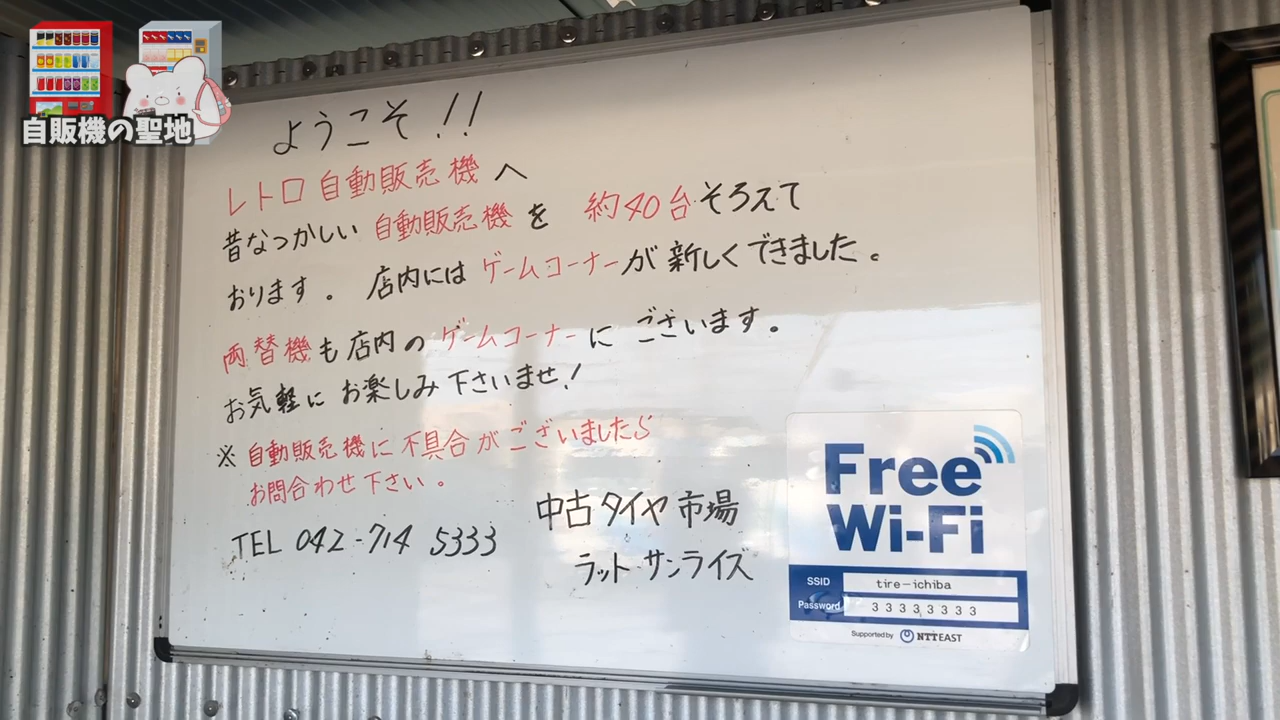 自販機の聖地
ようこそ!!
レトロ自動販売機へ
昔なつかしい自動販売機を 約40台そろえて
おります。 店内にはゲームコーナーが新しくできました。
両替機も店内のゲームコーナーにございます。
お気軽にお楽しみ下さいませ!
※自動販売機に不具合がございましたら
お問合わせ下さい。
TEL 042-714 5333
中古タイヤ市場
ラットサンライズ
Free
Wi-Fi
SSID tire-ichiba
Password 33333333
Supported by NTT EAST